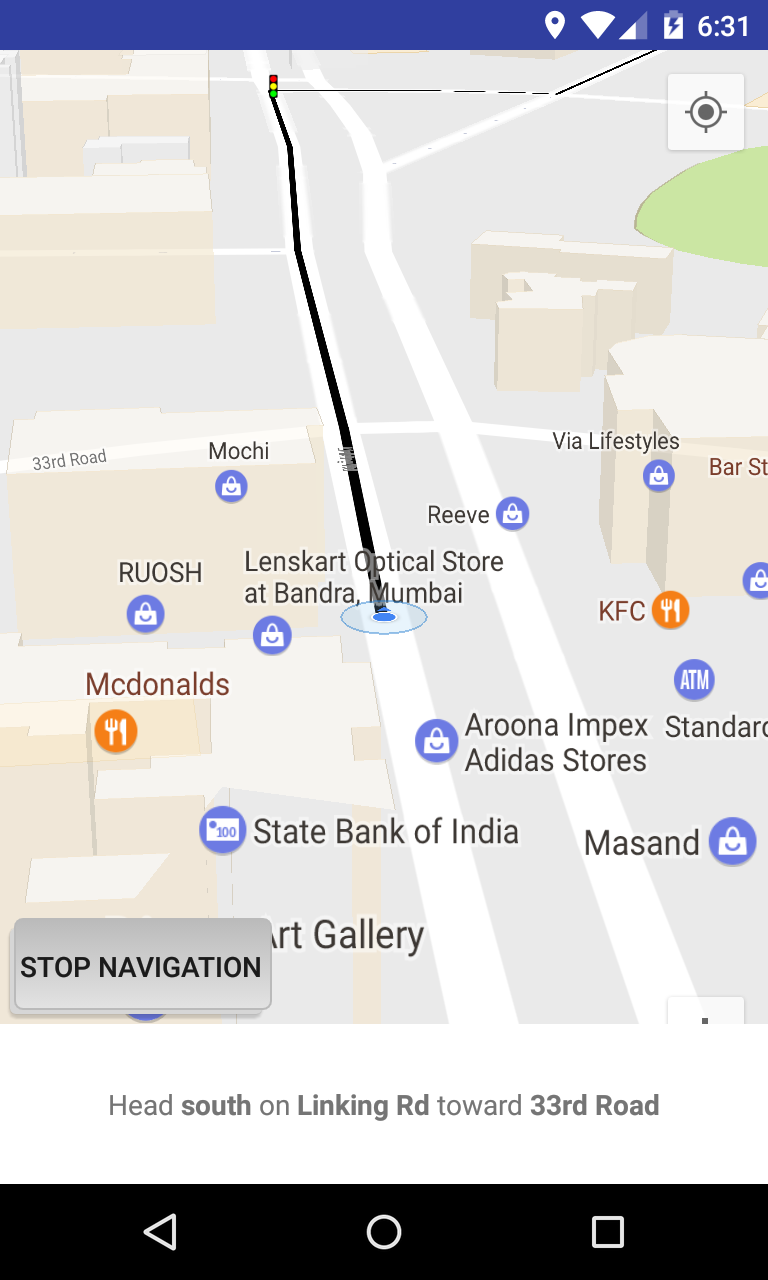 6:31
Via Lifestyles
Mochi
33rd Road
Bar St
Reeve
Lenskart Optical Store
at Bandra, Mumbai
RUOSH
KFC
ATM
Mcdonalds
Aroona Impex
Adidas Stores
Standard
100
State Bank of India
Masand
Art Gallery
STOP NAVIGATION
Head south on Linking Rd toward 33rd Road